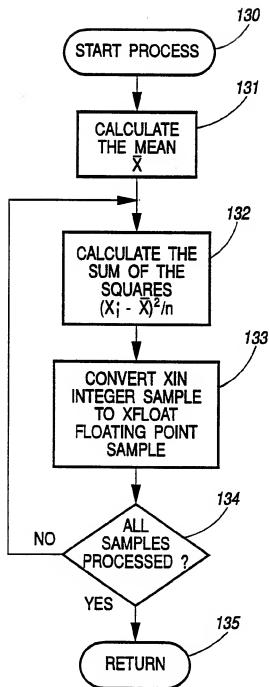 130
START PROCESS
131
CALCULATE
THE MEAN
X̄
132
CALCULATE THE
SUM OF THE
SQUARES
(Xi - X̄)²/n
133
CONVERT XIN
INTEGER SAMPLE
TO XFLOAT
FLOATING POINT
SAMPLE
134
ALL
SAMPLES
PROCESSED ?
NO
YES
135
RETURN